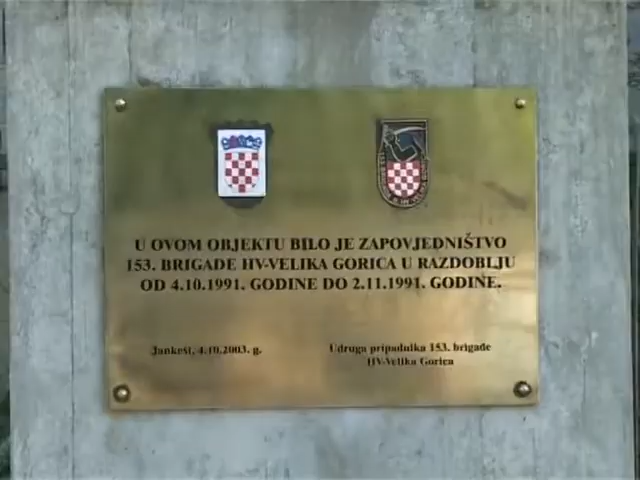 U OVOM OBJEKTU BILO JE ZAPOVJEDNIŠTVO
153. BRIGADE HV-VELIKA GORICA U RAZDOBLJU
OD 4.10.1991. GODINE DO 2.11.1991. GODINE.
Jankešt, 4.10.2003. g.
Udruga pripadnika 153. brigade
HV-Velika Gorica